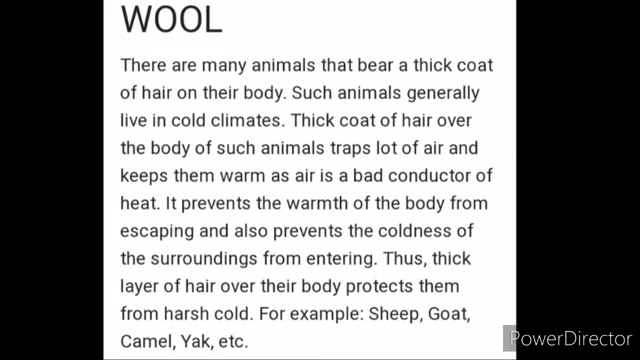 WOOL
There are many animals that bear a thick coat
of hair on their body. Such animals generally
live in cold climates. Thick coat of hair over
the body of such animals traps lot of air and
keeps them warm as air is a bad conductor of
heat. It prevents the warmth of the body from
escaping and also prevents the coldness of
the surroundings from entering. Thus, thick
layer of hair over their body protects them
from harsh cold. For example: Sheep, Goat,
Camel, Yak, etc.
PowerDirector